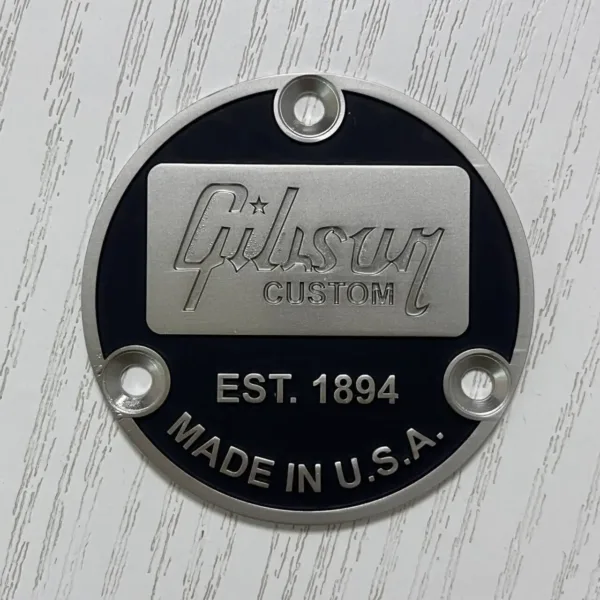 Gibson
CUSTOM
EST. 1894
MADE IN U.S.A.